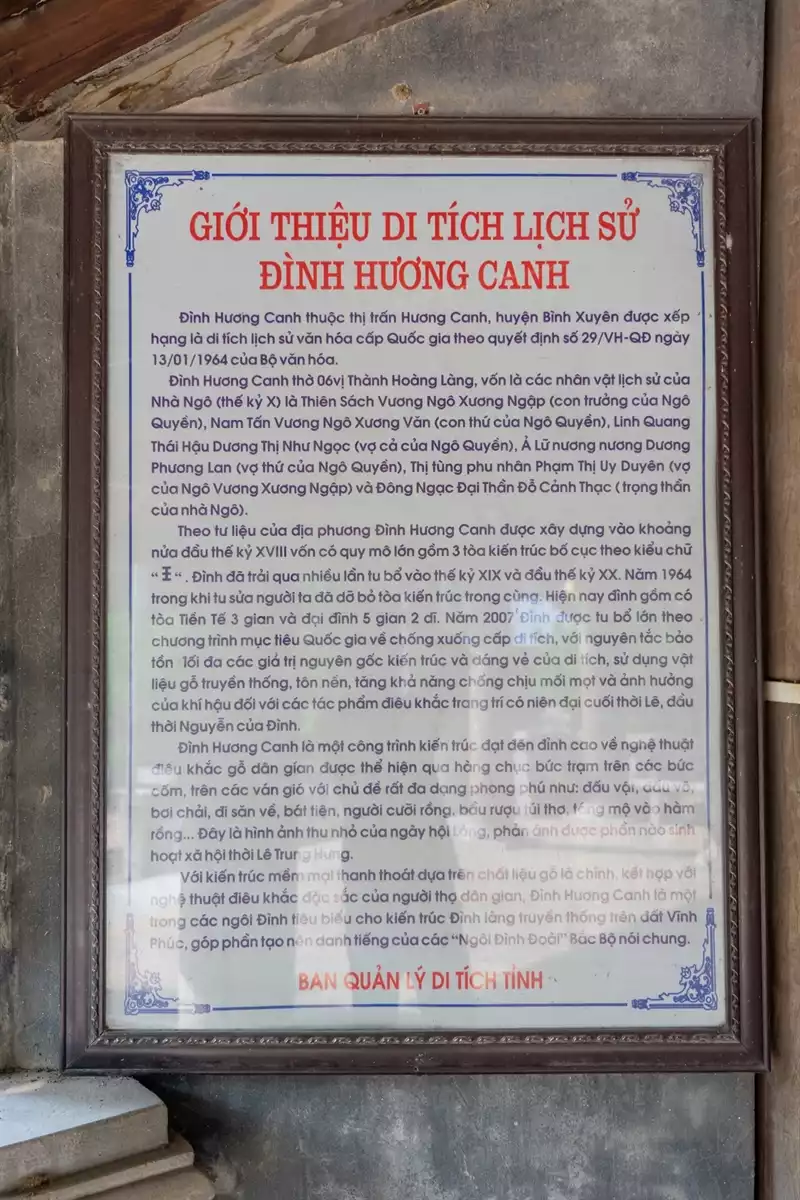 GIỚI THIỆU DI TÍCH LỊCH SỬ
ĐÌNH HƯƠNG CANH
Đình Hương Canh thuộc thị trấn Hương Canh, huyện Bình Xuyên được xếp
hạng là di tích lịch sử văn hóa cấp Quốc gia theo quyết định số 29/VH-QĐ ngày
13/01/1964 của Bộ văn hóa.
Đình Hương Canh thờ 06vị Thành Hoàng Làng, vốn là các nhân vật lịch sử của
Nhà Ngô (thế kỷ X) là Thiên Sách Vương Ngô Xương Ngập (con trưởng của Ngô
Quyền), Nam Tấn Vương Ngô Xương Văn (con thứ của Ngô Quyền), Linh Quang
Thái Hậu Dương Thị Như Ngọc (vợ cả của Ngô Quyền), Ả Lữ nương nương Dương
Phương Lan (vợ thứ của Ngô Quyền), Thị tùng phu nhân Phạm Thị Uy Duyên (vợ
của Ngô Vương Xương Ngập) và Đông Ngạc Đại Thần Đỗ Cảnh Thạc ( trọng thần
của nhà Ngô).
Theo tư liệu của địa phương Đình Hương Canh được xây dựng vào khoảng
nửa đầu thế kỷ XVIII vốn có quy mô lớn gồm 3 tòa kiến trúc bố cục theo kiểu chữ
“ “ . Đình đã trải qua nhiều lần tu bổ vào thế kỷ XIX và đầu thế kỷ XX. Năm 1964
trong khi tu sửa người ta đã dỡ bỏ tòa kiến trúc trong cùng. Hiện nay đình gồm có
tòa Tiền Tế 3 gian và đại đình 5 gian 2 dĩ. Năm 2007 Đình được tu bổ lớn theo
chương trình mục tiêu Quốc gia về chống xuống cấp di tích, với nguyên tắc bảo
tồn lối đa các giá trị nguyên gốc kiến trúc và dáng vẻ của di tích, sử dụng vật
liệu gỗ truyền thống, tôn nền, tăng khả năng chống chịu mối mọt và ảnh hưởng
của khí hậu đối với các tác phẩm điêu khắc trang trí có niên đại cuối thời Lê, đầu
thời Nguyễn của Đình.
Đình Hương Canh là một công trình kiến trúc đạt đến đỉnh cao về nghệ thuật
điêu khắc gỗ dân gian được thể hiện qua hàng chục bức trạm trên các bức
cốm, trên các ván gió với chủ đề rất đa dạng phong phú như: đấu vội, đấu võ,
bơi chải, đi săn về, bát tiên, người cưỡi rồng, bầu rượu túi thơ, táng mộ vào hàm
rồng... Đây là hình ảnh thu nhỏ của ngày hội Làng, phản ánh được phần nào sinh
hoạt xã hội thời Lê Trung Hưng.
Với kiến trúc mềm mại thanh thoát dựa trên chất liệu gỗ là chính, kết hợp với
nghệ thuật điêu khắc đặc sắc của người thợ dân gian, Đình Hương Canh là một
trong các ngôi Đình tiêu biểu cho kiến trúc Đình làng truyền thống trên đất Vĩnh
Phúc, góp phần tạo nên danh tiếng của các “Ngôi Đình Đoài” Bắc Bộ nói chung.
BAN QUẢN LÝ DI TÍCH TỈNH